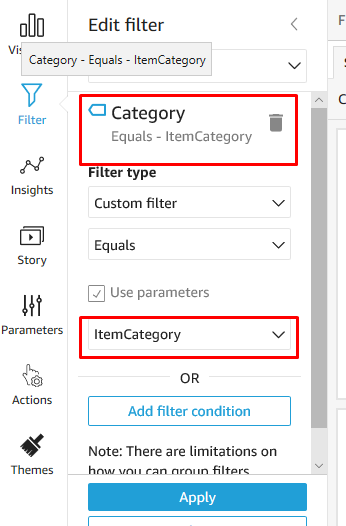 Edit filter
Vis
Category - Equals - ItemCategory
Filter
Category
Equals - ItemCategory
Filter type
Custom filter
Insights
Equals
Story
Use parameters
Parameters
ItemCategory
OR
Actions
Add filter condition
Note: There are limitations on
how you can group filters
Themes
Apply
F
S
C